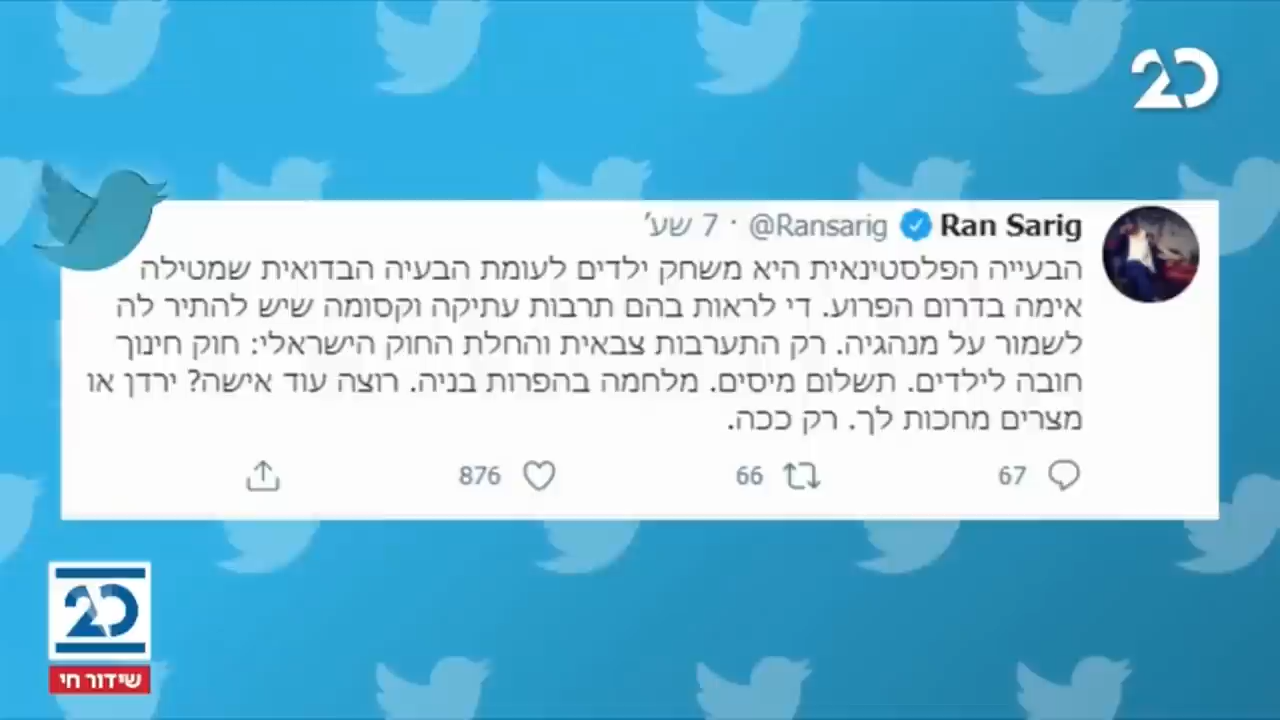 20
Ran Sarig @Ransarig · 7 שע'
הבעייה הפלסטינאית היא משחק ילדים לעומת הבעיה הבדואית שמטילה
אימה בדרום הפרוע. די לראות בהם תרבות עתיקה וקסומה שיש להתיר לה
לשמור על מנהגיה. רק התערבות צבאית והחלת החוק הישראלי: חוק חינוך
חובה לילדים. תשלום מיסים. מלחמה בהפרות בניה. רוצה עוד אישה? ירדן או
מצרים מחכות לך. רק ככה.
67 66 876
20
שידור חי